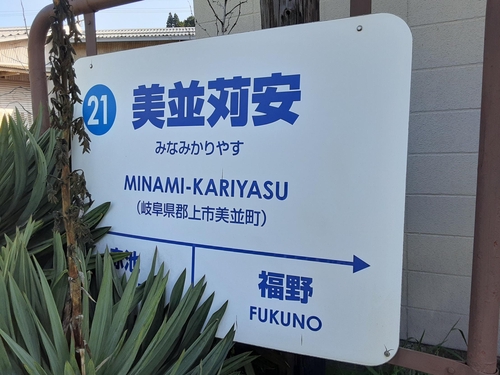 21 美並苅安
みなみかりやす
MINAMI-KARIYASU
(岐阜県郡上市美並町)
池 福野
FUKUNO